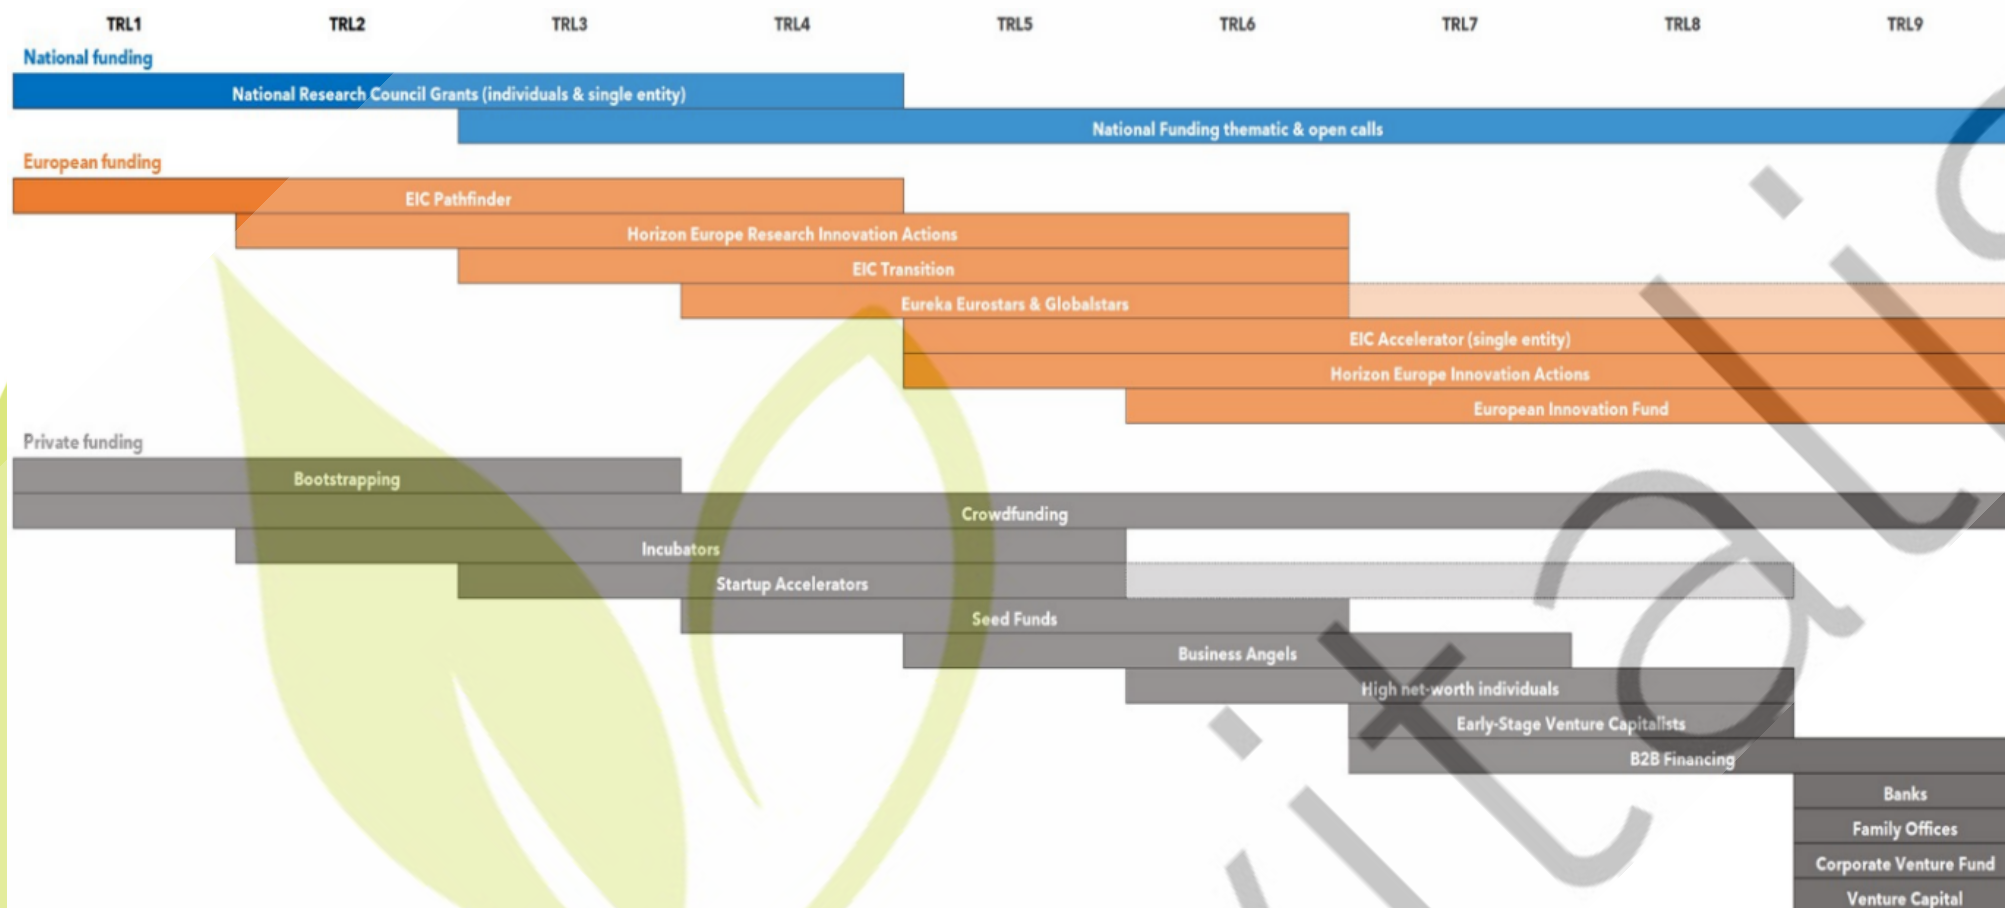 TRL1 TRL2 TRL3 TRL4 TRL5 TRL6 TRL7 TRL8 TRL9
National funding
National Research Council Grants (individuals & single entity)
National Funding thematic & open calls
European funding
EIC Pathfinder
Horizon Europe Research Innovation Actions
EIC Transition
Eureka Eurostars & Globalstars
EIC Accelerator (single entity)
Horizon Europe Innovation Actions
European Innovation Fund
Private funding
Bootstrapping
Crowdfunding
Incubators
Startup Accelerators
Seed Funds
Business Angels
High net-worth individuals
Early-Stage Venture Capitalists
B2B Financing
Banks
Family Offices
Corporate Venture Fund
Venture Capital